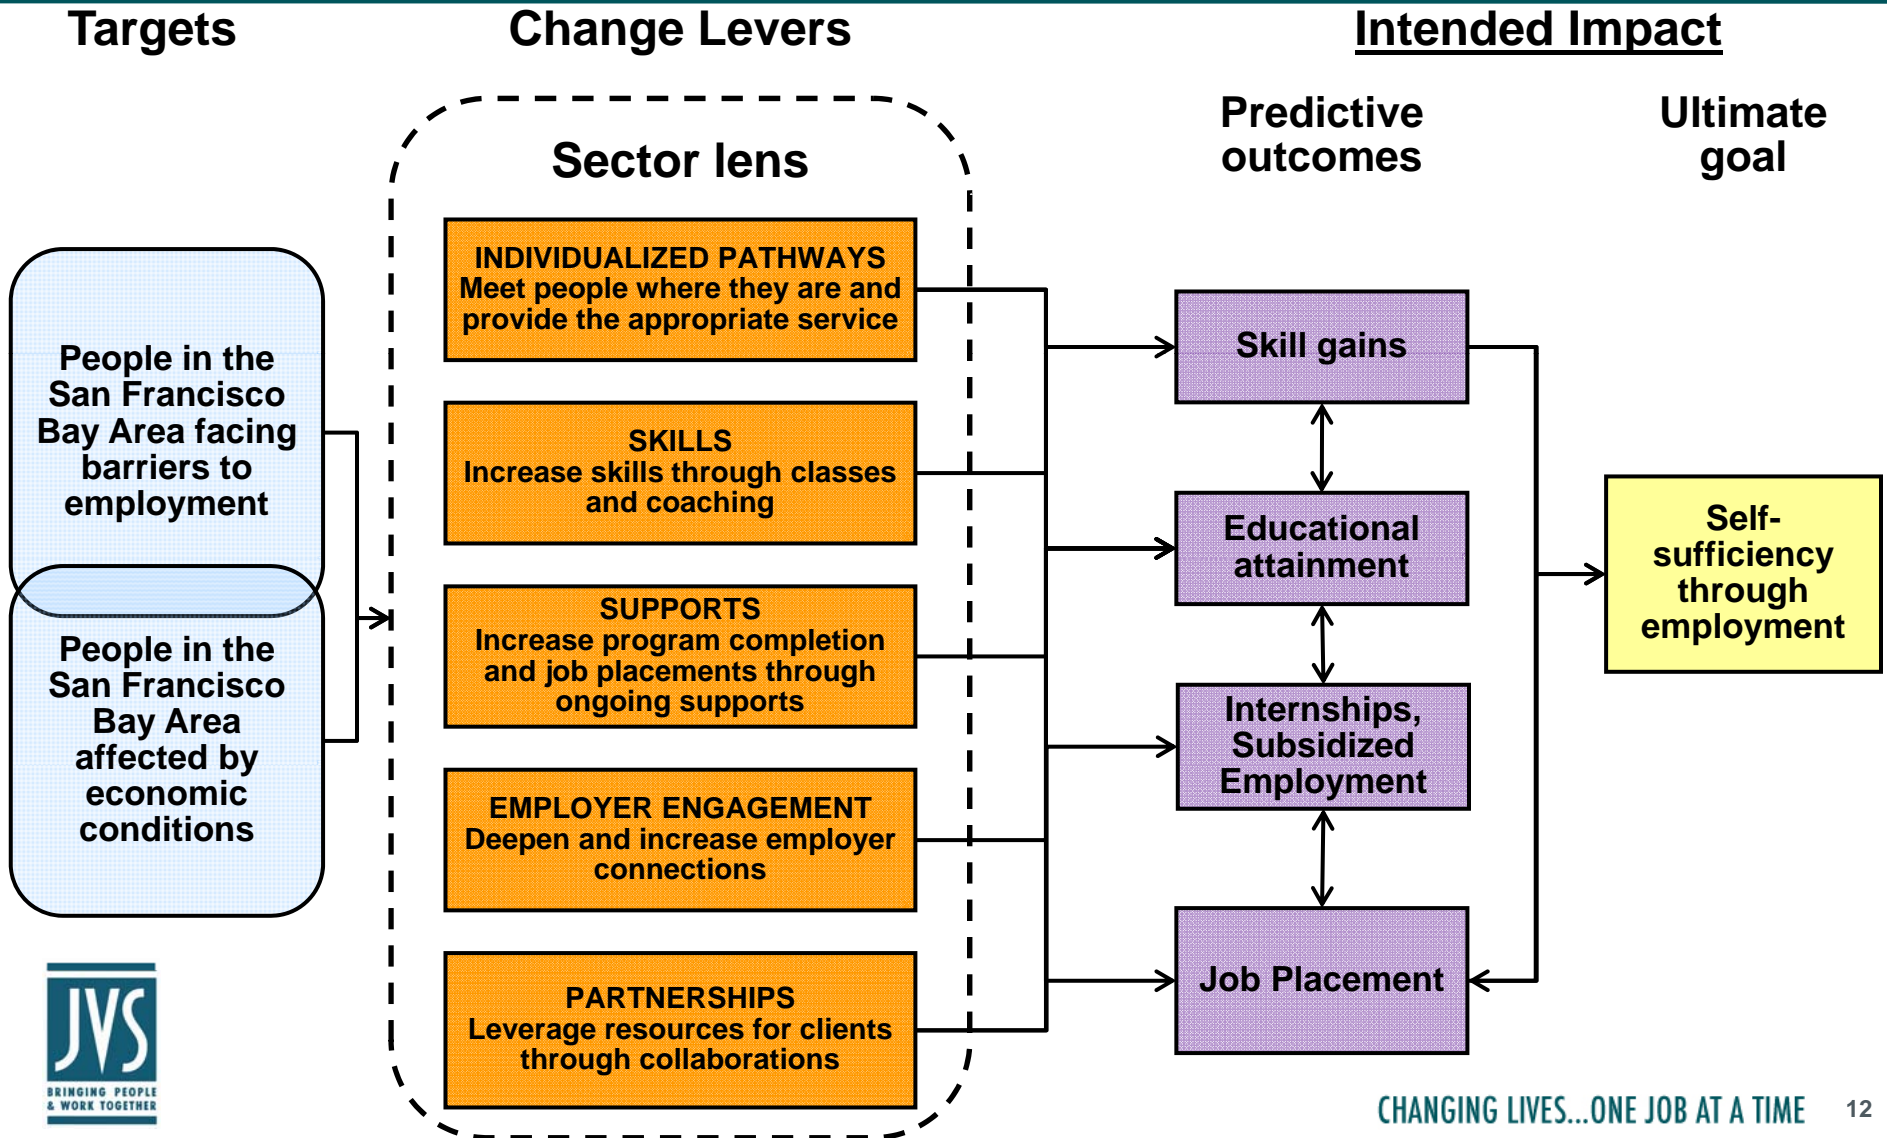 Targets
Change Levers
Intended Impact
Predictive
outcomes
Ultimate
goal
Sector lens
People in the
San Francisco
Bay Area facing
barriers to
employment
People in the
San Francisco
Bay Area
affected by
economic
conditions
INDIVIDUALIZED PATHWAYS
Meet people where they are and
provide the appropriate service
SKILLS
Increase skills through classes
and coaching
SUPPORTS
Increase program completion
and job placements through
ongoing supports
EMPLOYER ENGAGEMENT
Deepen and increase employer
connections
PARTNERSHIPS
Leverage resources for clients
through collaborations
Skill gains
Educational
attainment
Internships,
Subsidized
Employment
Job Placement
Self-
sufficiency
through
employment
JVS
BRINGING PEOPLE
& WORK TOGETHER
CHANGING LIVES...ONE JOB AT A TIME
12